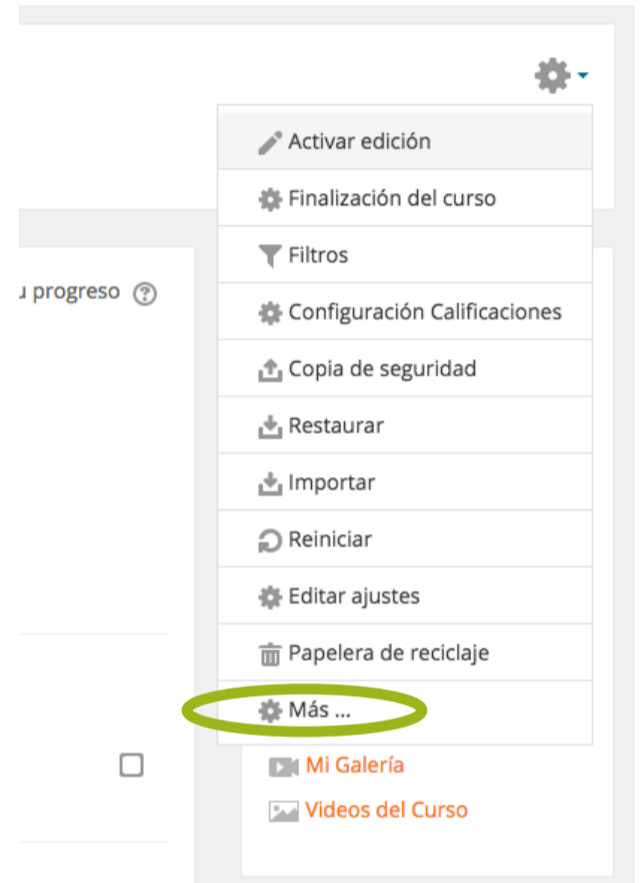 Activar edición
Finalización del curso
Filtros
u progreso
Configuración Calificaciones
Copia de seguridad
Restaurar
Importar
Reiniciar
Editar ajustes
Papelera de reciclaje
Más ...
Mi Galería
Videos del Curso